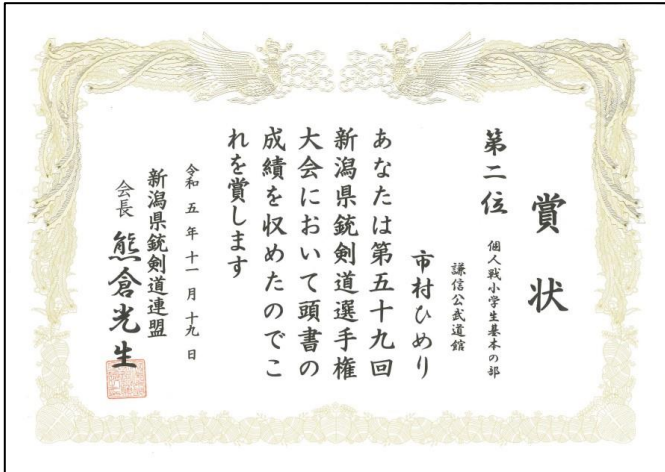 賞状
第二位 個人戦小学生基本の部
謙信公武道館
市村ひめり
あなたは第五十九回
新潟県銃剣道選手権
大会において頭書の
成績を収めたのでこ
れを賞します
令和五年十一月十九日
新潟県銃剣道連盟
会長 熊倉光生